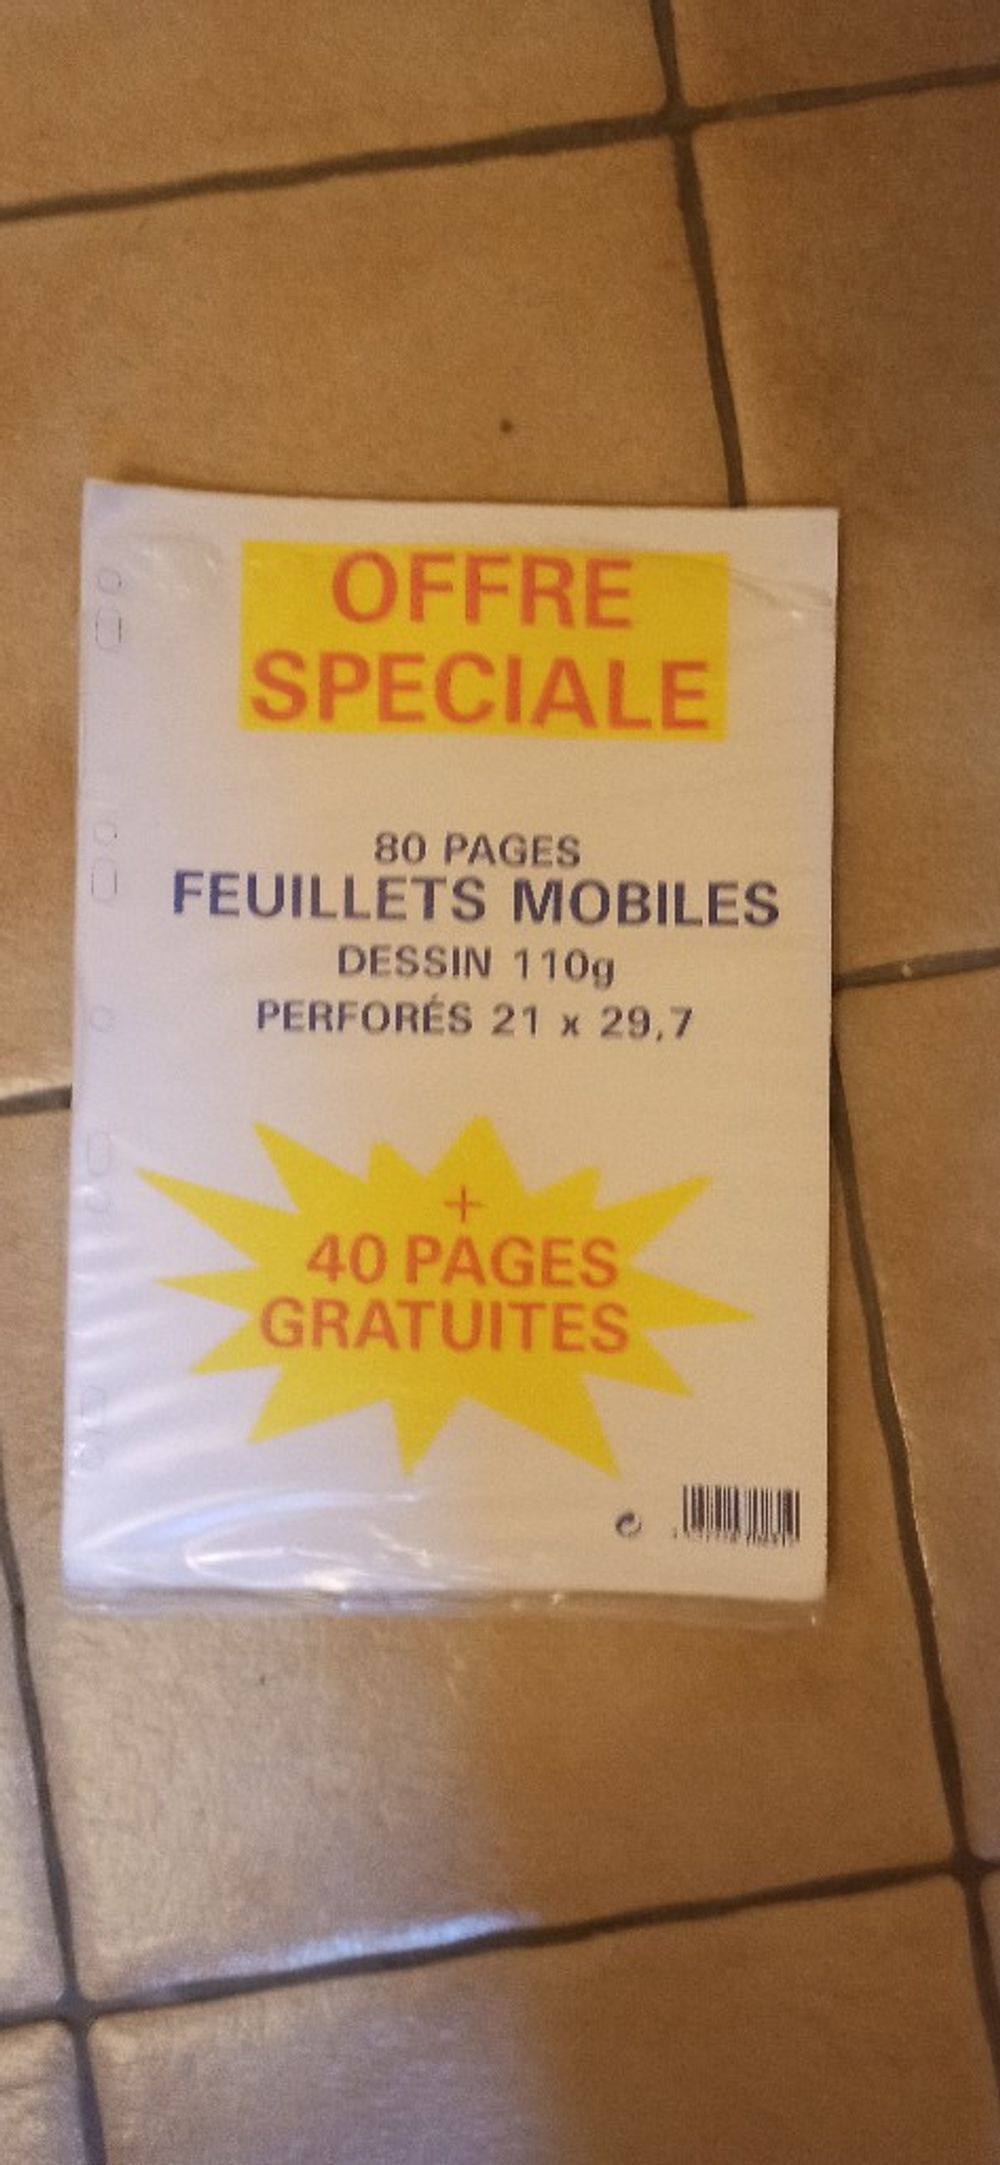 OFFRE
SPECIALE
80 PAGES
FEUILLETS MOBILES
DESSIN 110g
PERFORÉS 21 x 29,7
+
40 PAGES
GRATUITES